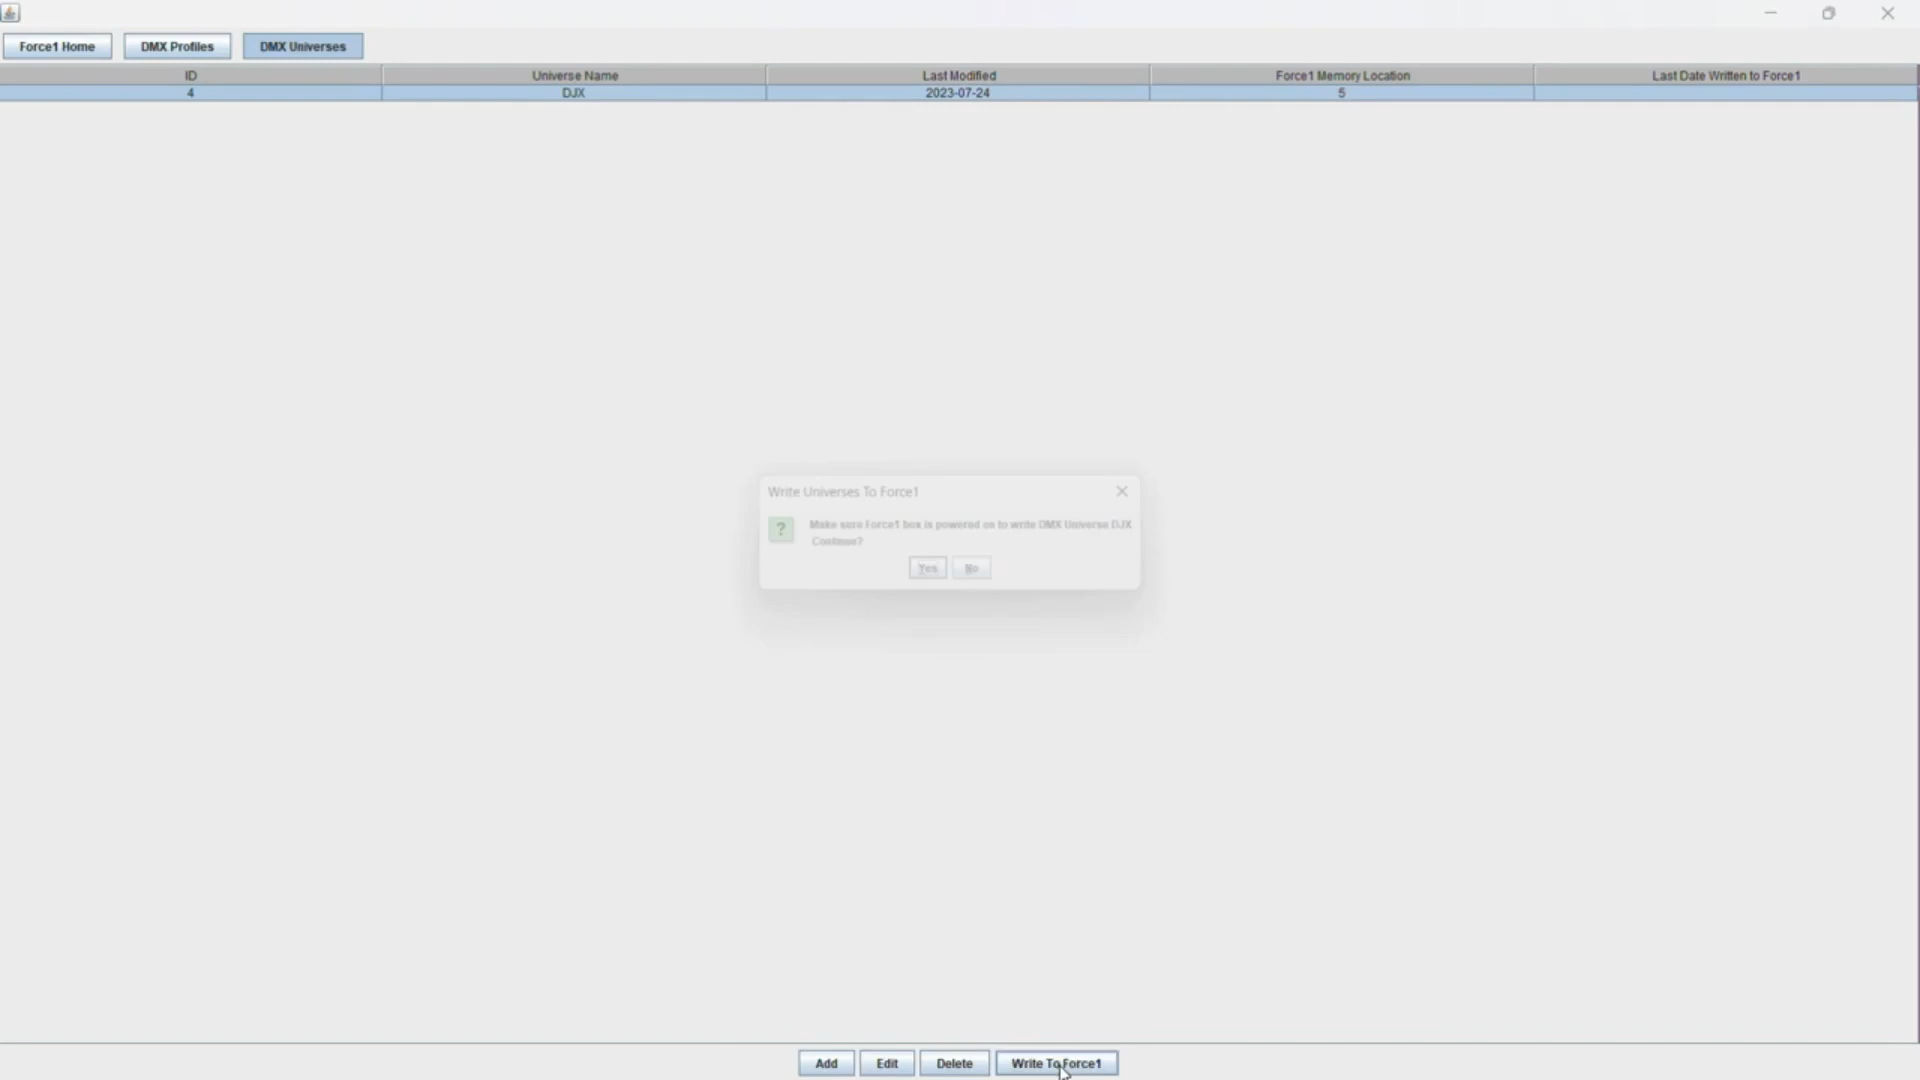 Force1 Home DMX Profiles DMX Universes
ID Universe Name Last Modified Force1 Memory Location Last Date Written to Force1
4 DJX 2023-07-24 5
Write Universes To Force1
? Make sure Force1 box is powered on to write DMX Universe DJX
Continue?
Yes No
Add Edit Delete Write To Force1